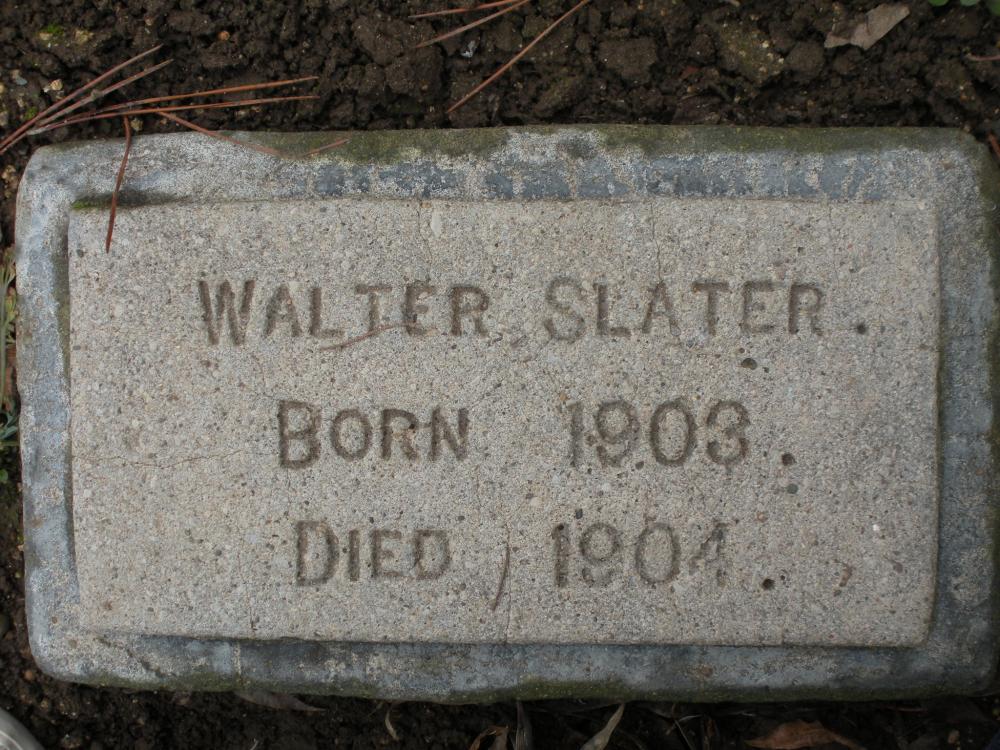 WALTER SLATER.
BORN 1903.
DIED 1904.